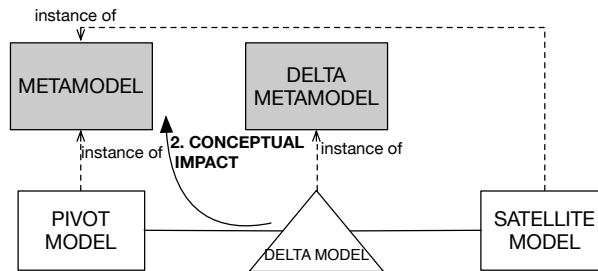 instance of
METAMODEL
DELTA
METAMODEL
2. CONCEPTUAL
IMPACT
instance of
instance of
PIVOT
MODEL
DELTA MODEL
SATELLITE
MODEL